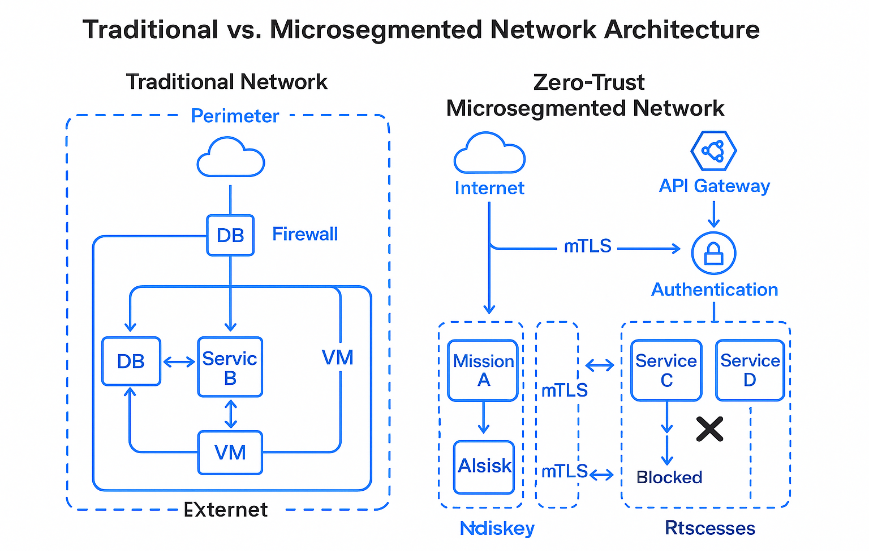 Traditional vs. Microsegmented Network Architecture
Traditional Network
Perimeter
DB
Firewall
DB
Servic
B
VM
VM
Externet
Zero-Trust
Microsegmented Network
Internet
API Gateway
mTLS
Authentication
Mission
A
mTLS
Service
C
Service
D
Alsisk
mTLS
Blocked
Ndiskey
Rtscesses